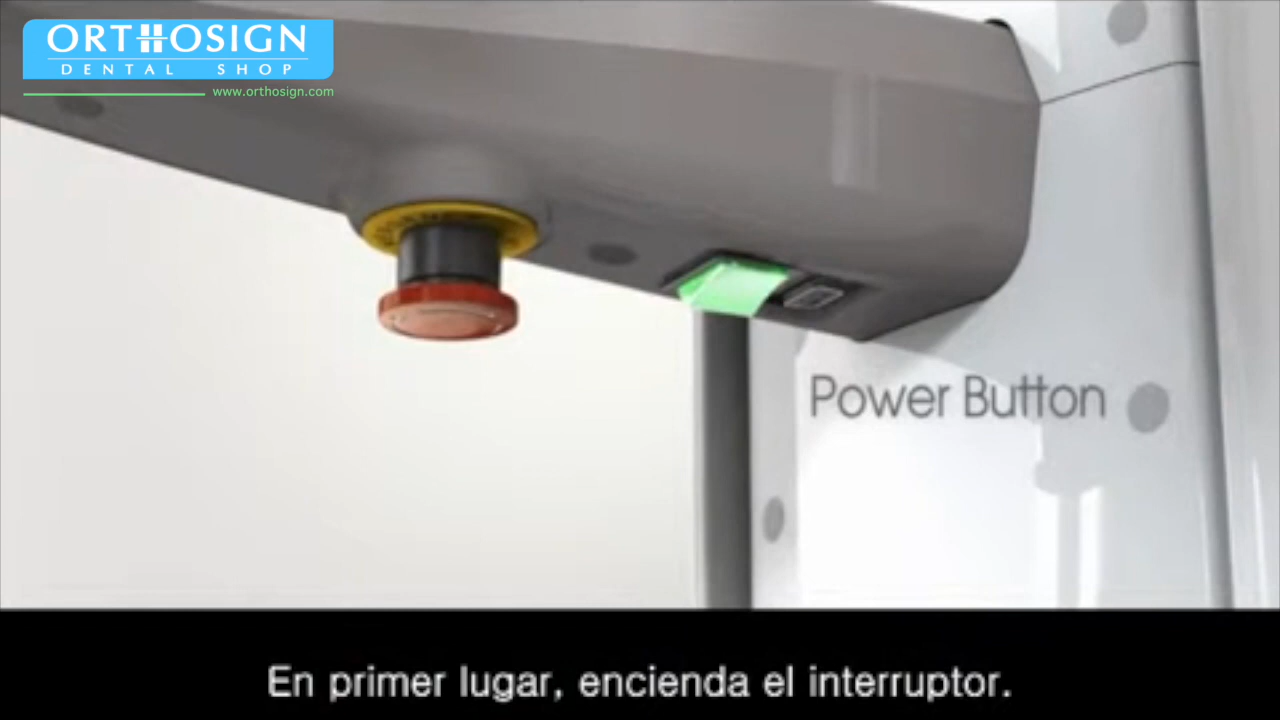 ORTHOSIGN
DENTAL SHOP
www.orthosign.com
Power Button
En primer lugar, encienda el interruptor.